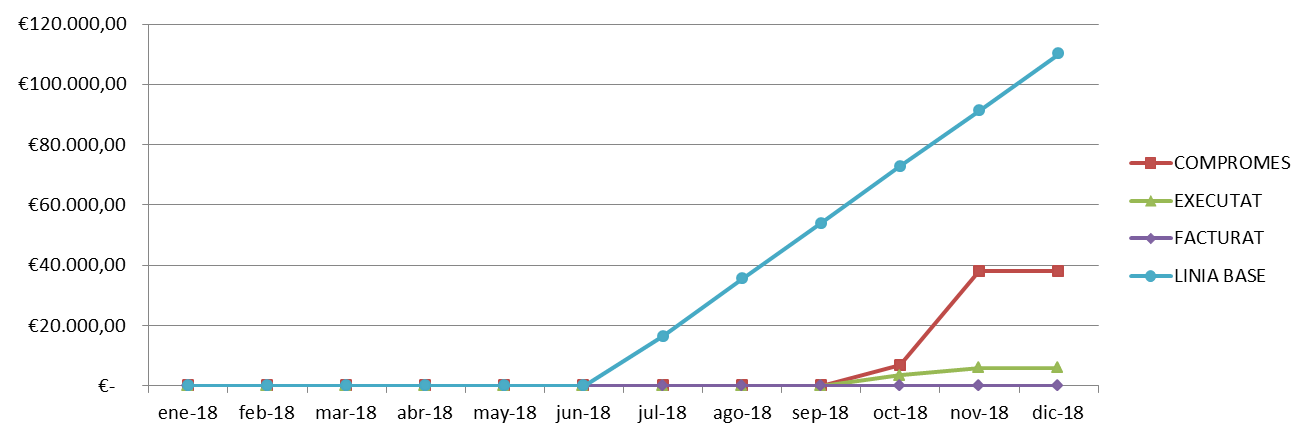 €120.000,00
€100.000,00
€80.000,00
€60.000,00
€40.000,00
€20.000,00
€-
ene-18 feb-18 mar-18 abr-18 may-18 jun-18 jul-18 ago-18 sep-18 oct-18 nov-18 dic-18
COMPROMES
EXECUTAT
FACTURAT
LINIA BASE